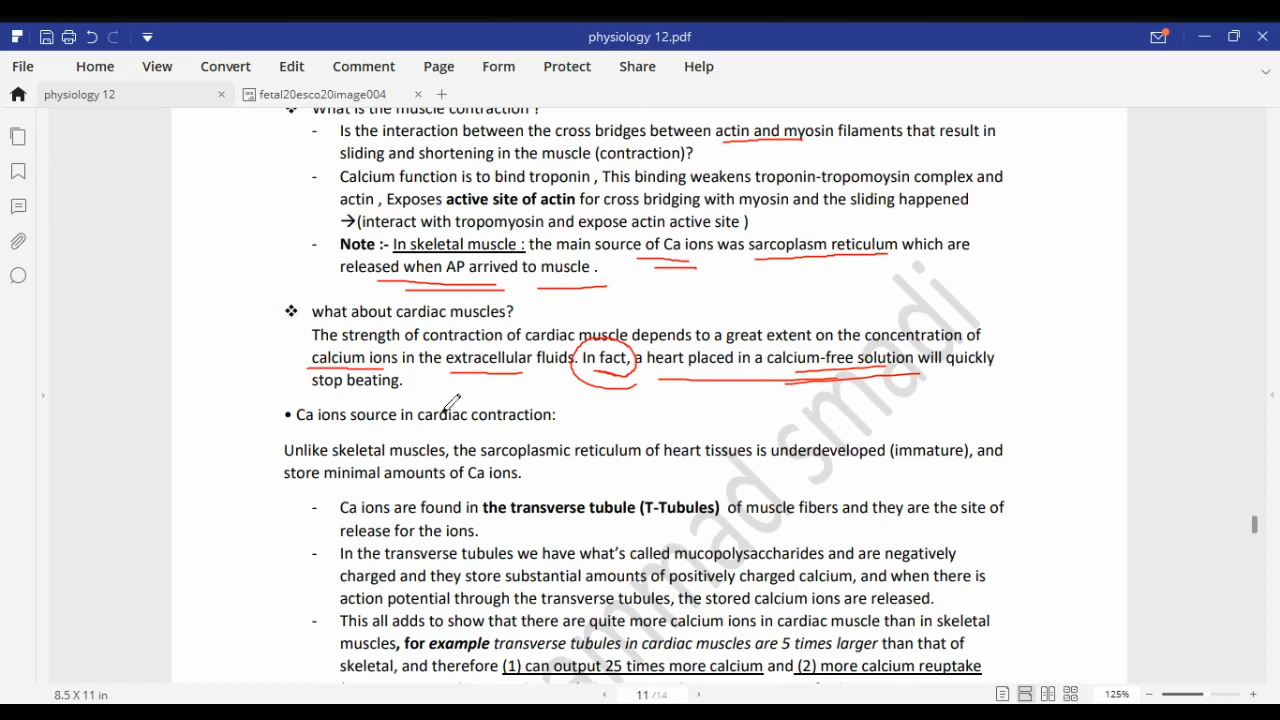 physiology 12.pdf
File Home View Convert Edit Comment Page Form Protect Share Help
physiology 12 fetal20esco20image004
What is the muscle contraction ?
- Is the interaction between the cross bridges between actin and myosin filaments that result in
sliding and shortening in the muscle (contraction)?
- Calcium function is to bind troponin , This binding weakens troponin-tropomoysin complex and
actin , Exposes active site of actin for cross bridging with myosin and the sliding happened
→(interact with tropomyosin and expose actin active site )
- Note :- In skeletal muscle : the main source of Ca ions was sarcoplasm reticulum which are
released when AP arrived to muscle .
❖ what about cardiac muscles?
The strength of contraction of cardiac muscle depends to a great extent on the concentration of
calcium ions in the extracellular fluids. In fact, a heart placed in a calcium-free solution will quickly
stop beating.
• Ca ions source in cardiac contraction:
Unlike skeletal muscles, the sarcoplasmic reticulum of heart tissues is underdeveloped (immature), and
store minimal amounts of Ca ions.
- Ca ions are found in the transverse tubule (T-Tubules) of muscle fibers and they are the site of
release for the ions.
- In the transverse tubules we have what's called mucopolysaccharides and are negatively
charged and they store substantial amounts of positively charged calcium, and when there is
action potential through the transverse tubules, the stored calcium ions are released.
- This all adds to show that there are quite more calcium ions in cardiac muscle than in skeletal
muscles, for example transverse tubules in cardiac muscles are 5 times larger than that of
skeletal, and therefore (1) can output 25 times more calcium and (2) more calcium reuptake
ammad smadi
8.5 X 11 in 11 /14 125%